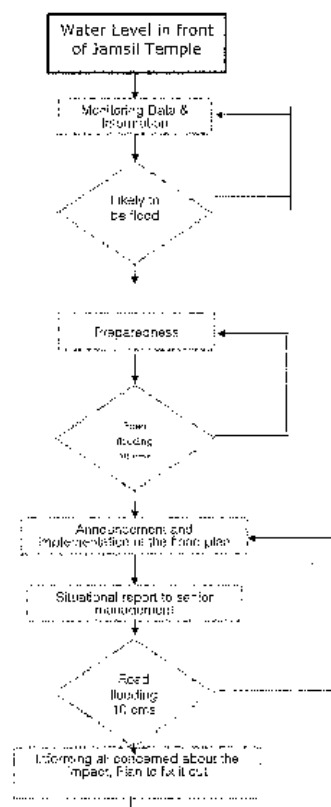 Water Level in front
of Jamsil Temple
Monitoring Data &
Information
Likely to
be flood
Preparedness
flooding
cms
Announcement and
implementation of the flood plan
Situational report to senior
management
Road
flooding
10 cms
Informing all concerned about the
impact, Plan to fix it out